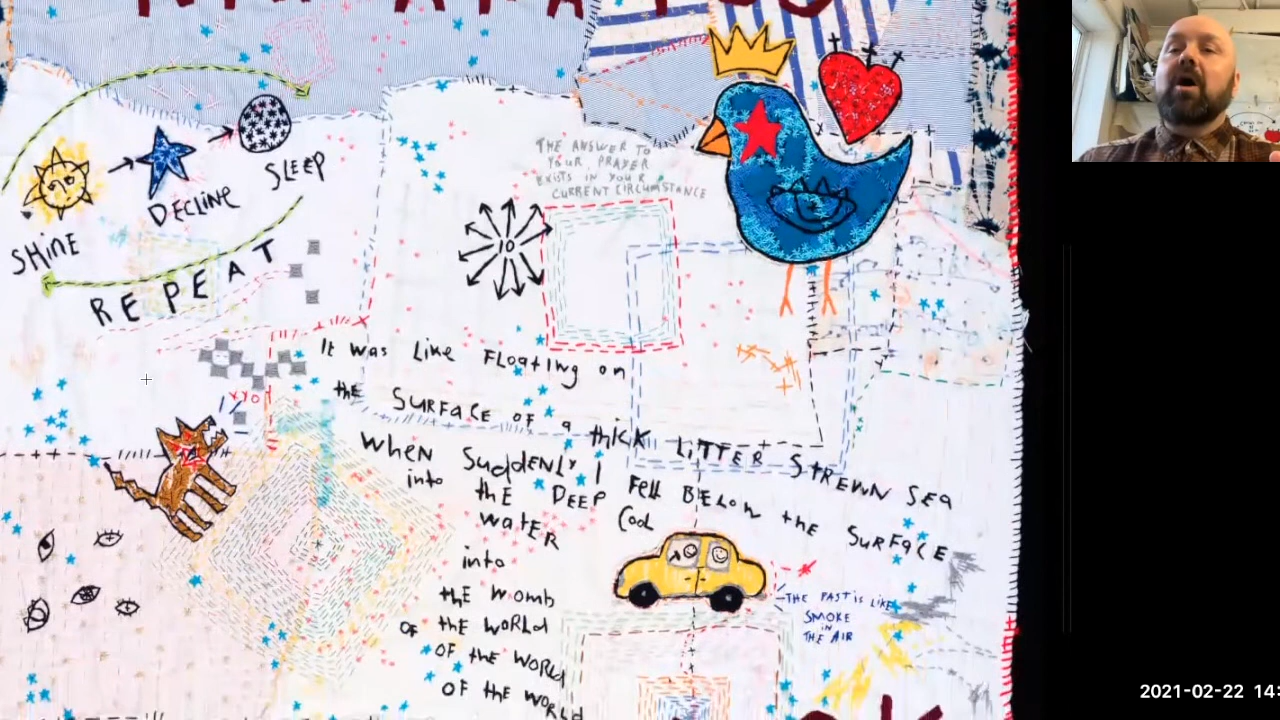 SHINE
DECLINE
SLEEP
REPEAT
THE ANSWER TO
YOUR PRAYER
EXISTS IN YOUR
CURRENT CIRCUMSTANCE
It was Like FLoatIng on
the SURFACE OF a thicK LITTER STREWN SEa
WHEN SuddENLY I FELL BELOW the SURFaCE
into the DEEP Cool
WatER
into
thE WOMb
OF thE WORLd
OF the WORLd
OF the WORLd
XYO
THE PAST IS LIKE
SMOKE
IN
THE AIR
2021-02-22 14: